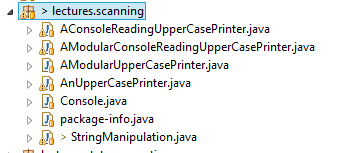 > lectures.scanning
AConsoleReadingUpperCasePrinter.java
AModularConsoleReadingUpperCasePrinter.java
AModularUpperCasePrinter.java
AnUpperCasePrinter.java
Console.java
package-info.java
> StringManipulation.java